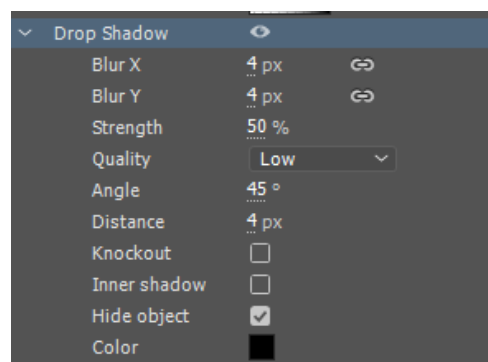 Drop Shadow
Blur X 4 px
Blur Y 4 px
Strength 50 %
Quality Low
Angle 45 °
Distance 4 px
Knockout
Inner shadow
Hide object
Color